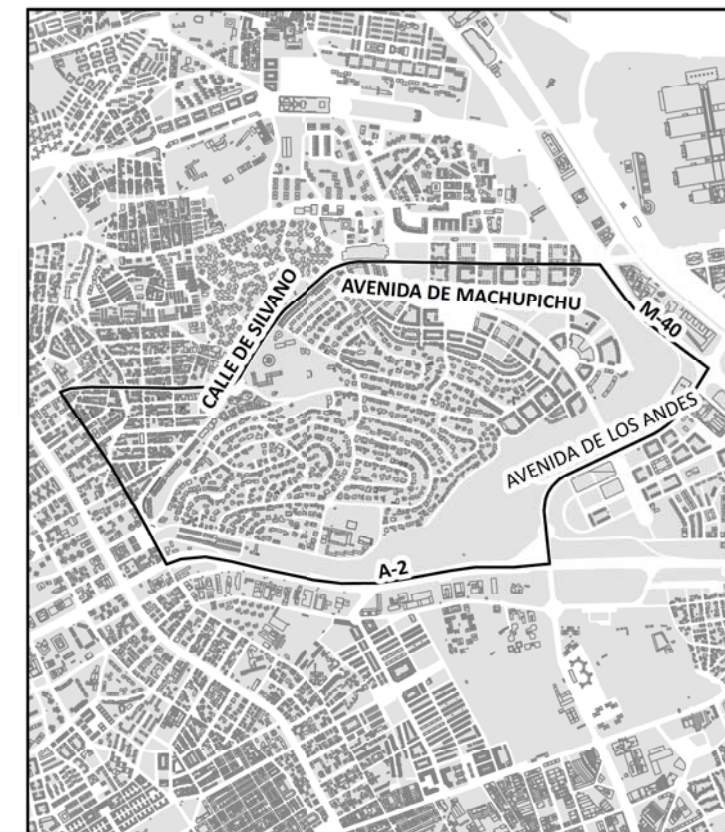 CALLE DE SILVANO
AVENIDA DE MACHUPICHU
M-40
AVENIDA DE LOS ANDES
A-2